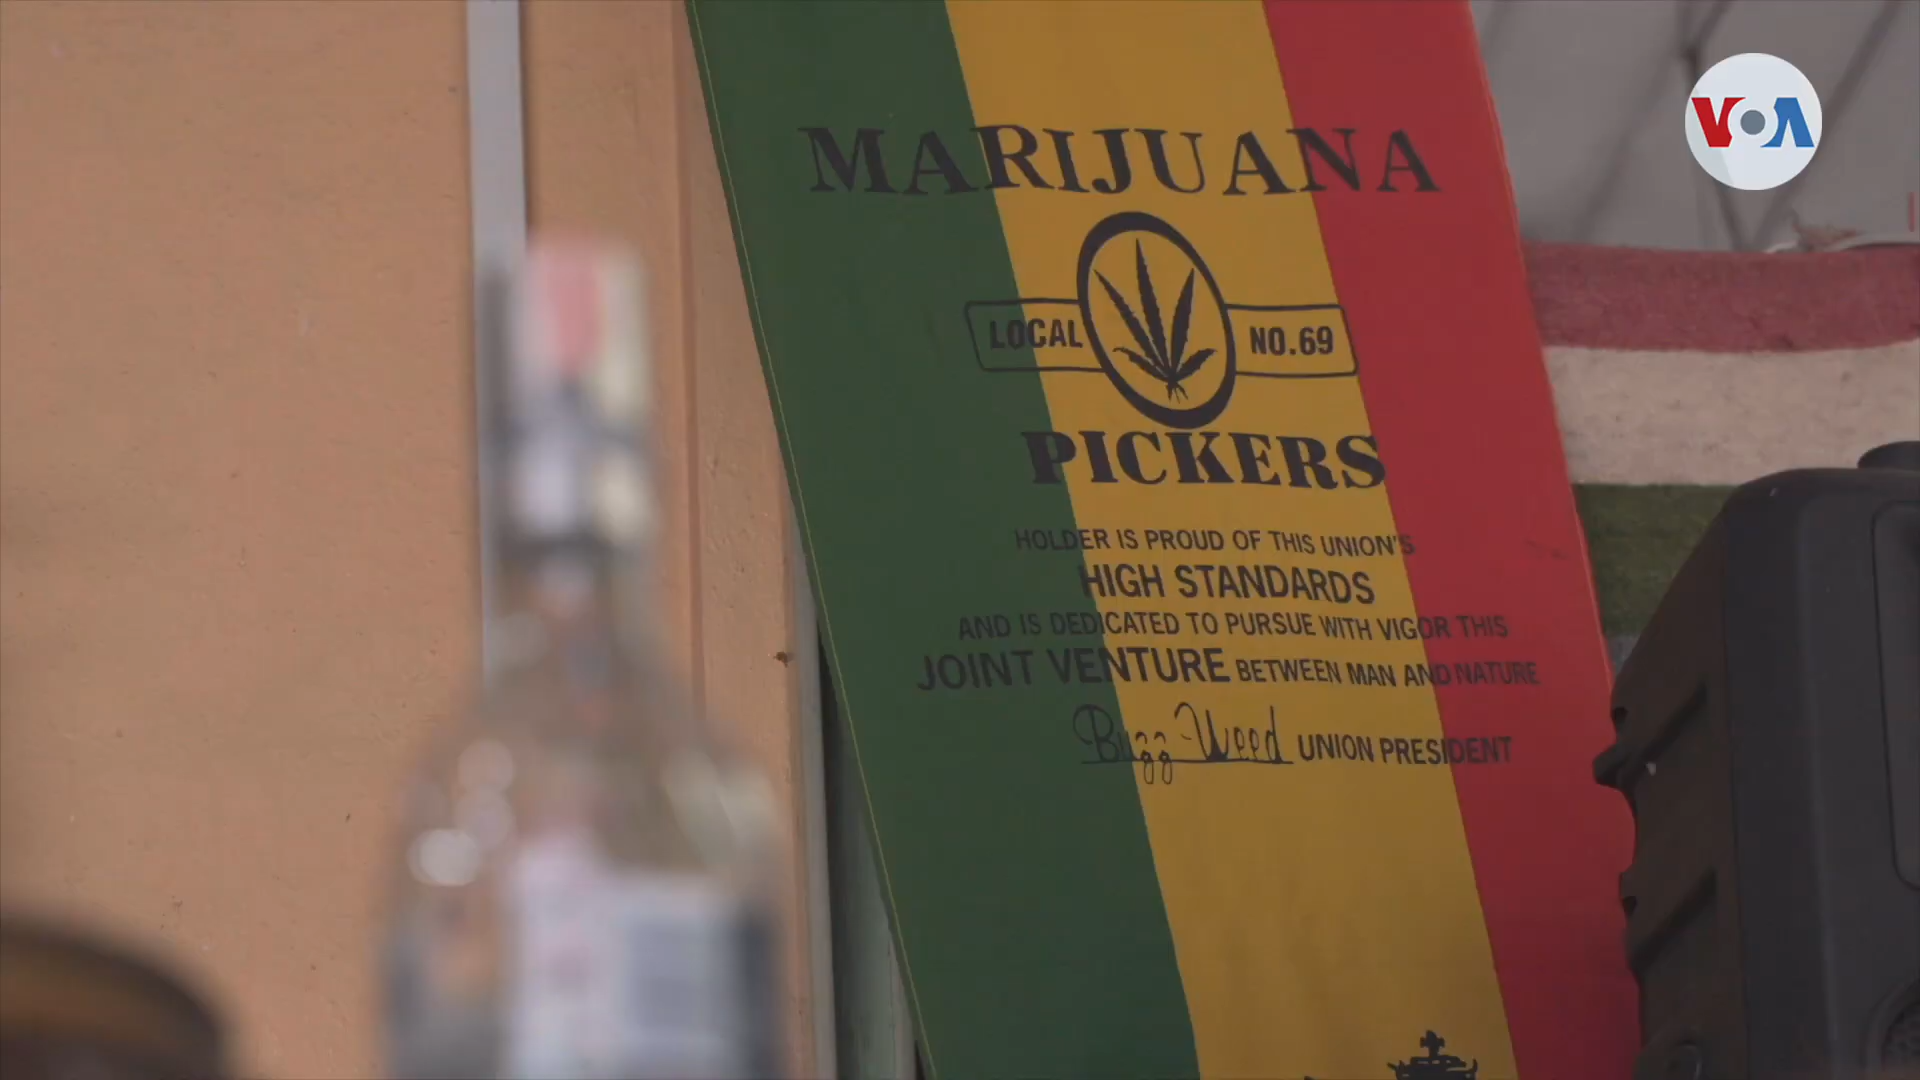 VOA
MARIJUANA
LOCAL NO.69
PICKERS
HOLDER IS PROUD OF THIS UNION'S
HIGH STANDARDS
AND IS DEDICATED TO PURSUE WITH VIGOR THIS
JOINT VENTURE BETWEEN MAN AND NATURE
Buzz Weed UNION PRESIDENT